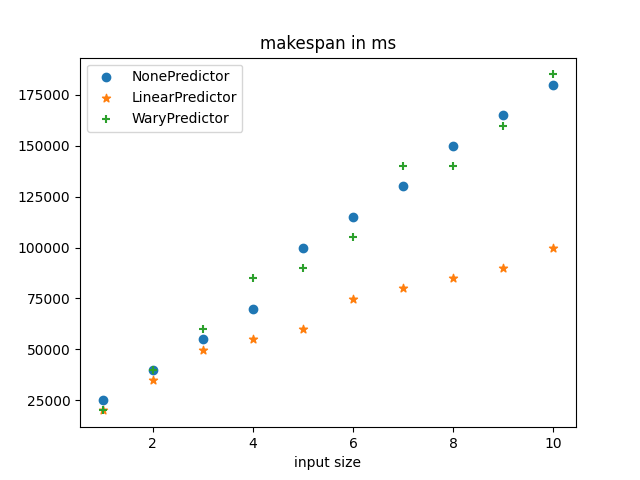 makespan in ms
NonePredictor
LinearPredictor
WaryPredictor
175000
150000
125000
100000
75000
50000
25000
2 4 6 8 10
input size